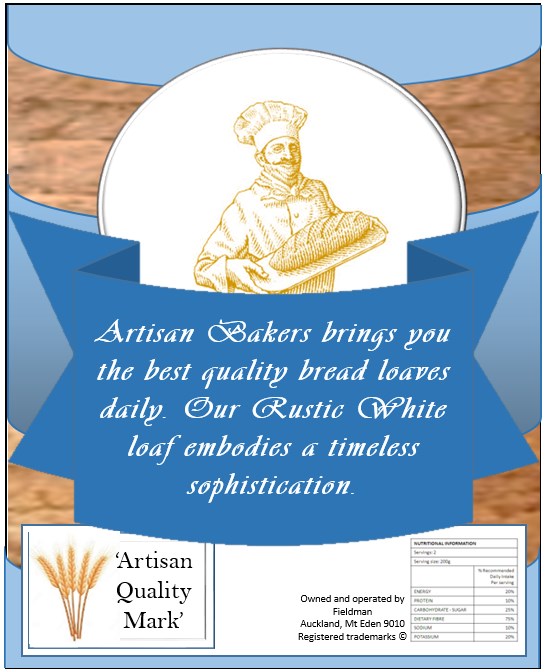 Artisan Bakers brings you
the best quality bread loaves
daily. Our Rustic White
loaf embodies a timeless
sophistication.
'Artisan
Quality
Mark'
Owned and operated by
Fieldman
Auckland, Mt Eden 9010
Registered trademarks ©
NUTRITIONAL INFORMATION
Servings: 2
Serving size: 200g
% Recommended
Daily Intake
Per serving
ENERGY 20%
PROTEIN 10%
CARBOHYDRATE - SUGAR 25%
DIETARY FIBRE 75%
SODIUM 10%
POTASSIUM 20%